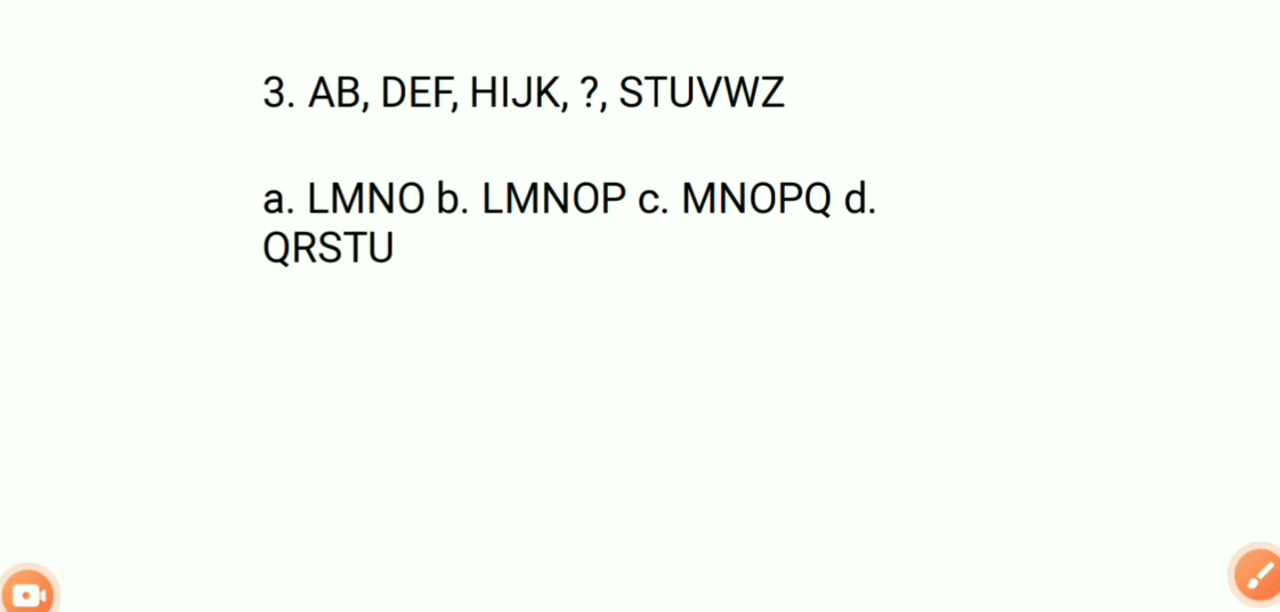 3. AB, DEF, HIJK, ?, STUVWZ
a. LMNO b. LMNOP c. MNOPQ d.
QRSTU